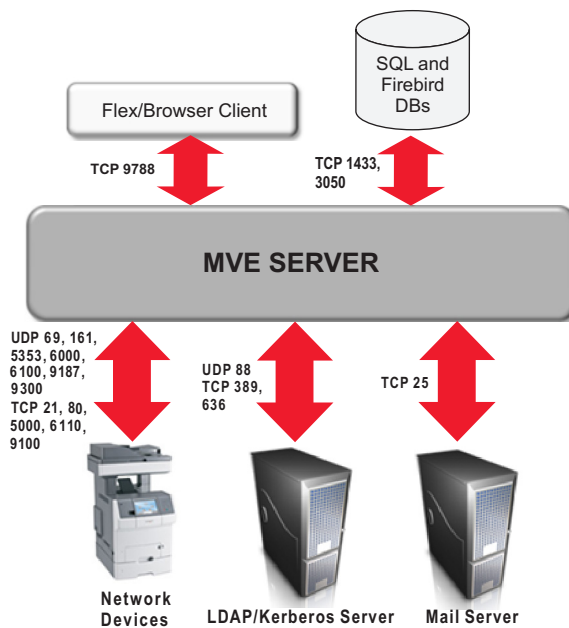 SQL and
Firebird
DBs
Flex/Browser Client
TCP 9788
TCP 1433,
3050
MVE SERVER
UDP 69, 161,
5353, 6000,
6100, 9187,
9300
TCP 21, 80,
5000, 6110,
9100
UDP 88
TCP 389,
636
TCP 25
Network
Devices
LDAP/Kerberos Server
Mail Server